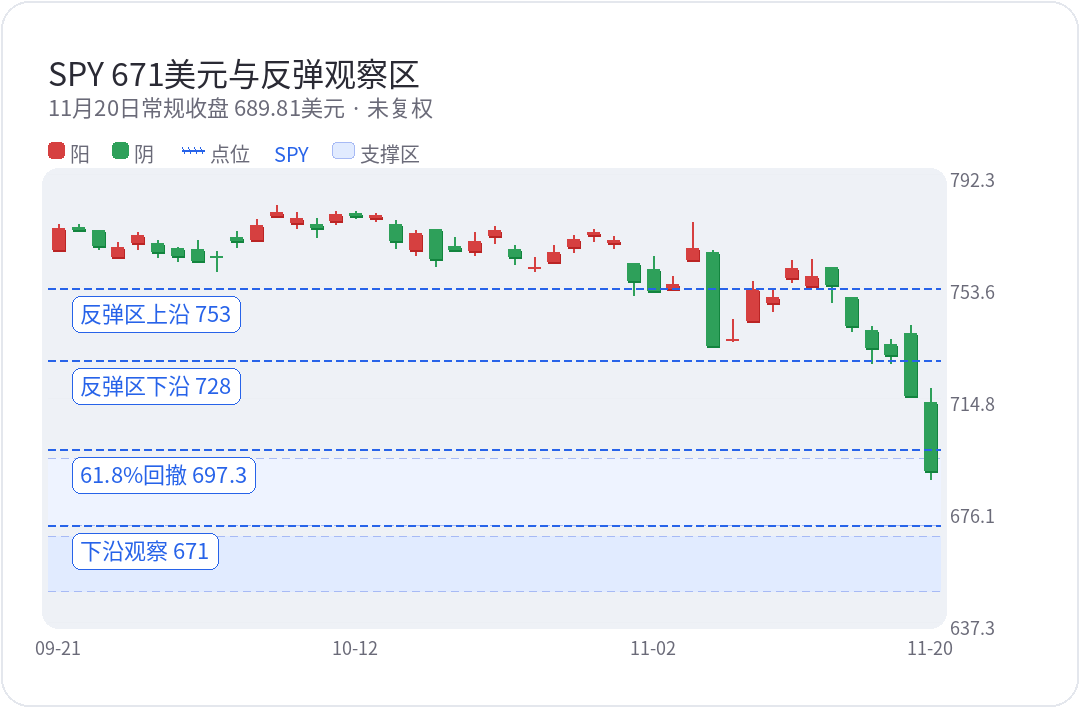 SPY 671美元与反弹观察区
11月20日常规收盘 689.81美元 · 未复权
阳 阴 点位 SPY 支撑区
792.3
753.6
反弹区上沿 753
反弹区下沿 728
714.8
61.8%回撤 697.3
676.1
下沿观察 671
637.3
09-21 10-12 11-02 11-20